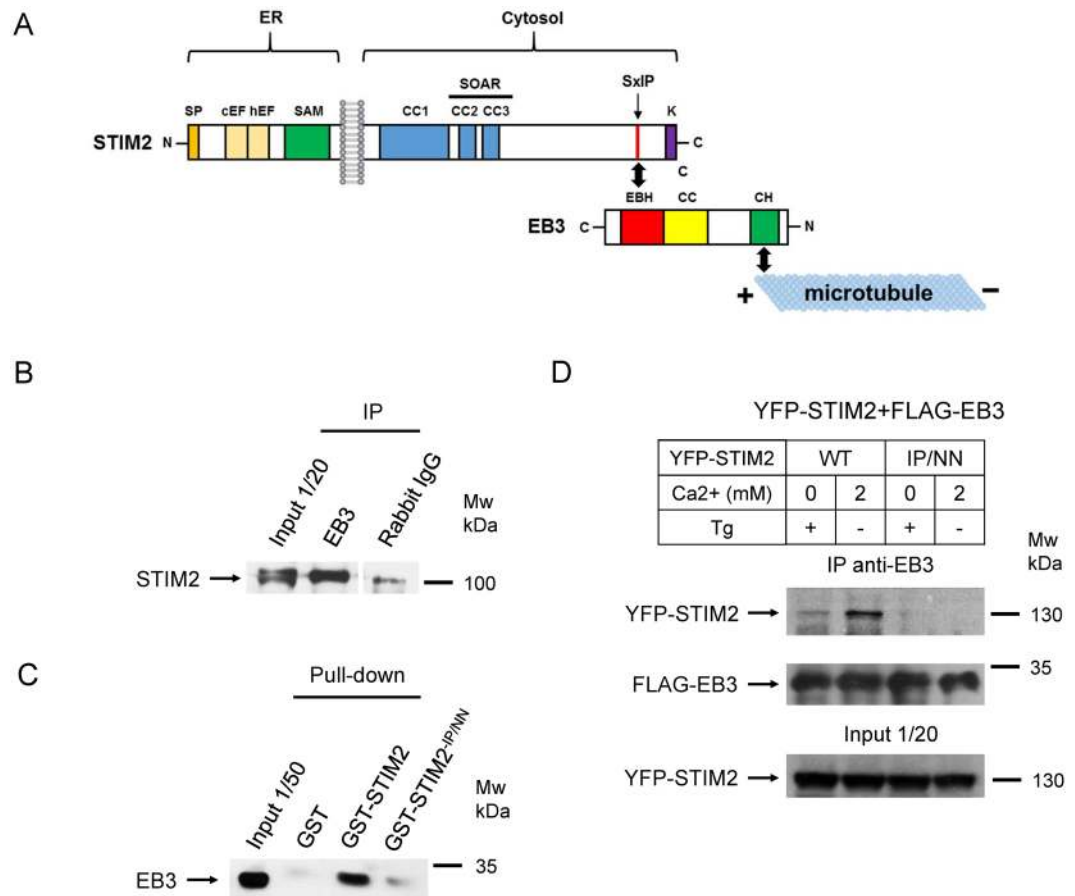 A
ER
Cytosol
SOAR
SxIP
SP
cEF hEF
SAM
CC1
CC2 CC3
K
STIM2
N
C
C
EBH
CC
CH
EB3
C
N
+
microtubule
−
B
IP
Input 1/20
EB3
Rabbit IgG
Mw
kDa
STIM2
100
C
Pull-down
Input 1/50
GST
GST-STIM2
GST-STIM2-IP/NN
Mw
kDa
35
EB3
D
YFP-STIM2+FLAG-EB3
YFP-STIM2 WT IP/NN
Ca2+ (mM) 0 2 0 2
Tg + - + -
Mw
kDa
IP anti-EB3
YFP-STIM2
130
35
FLAG-EB3
Input 1/20
YFP-STIM2
130